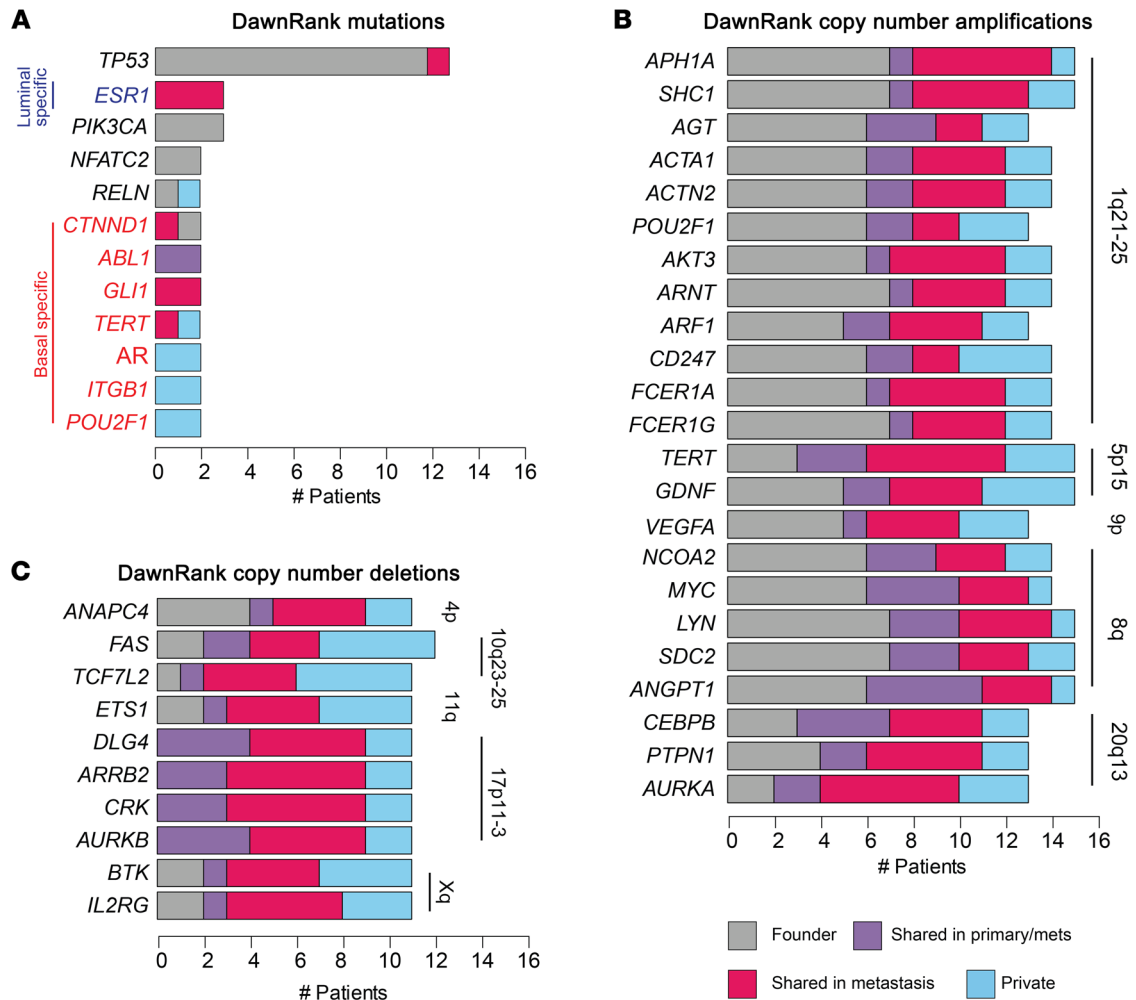 A
DawnRank mutations
Luminal
specific
TP53
ESR1
PIK3CA
NFATC2
RELN
Basal specific
CTNND1
ABL1
GLI1
TERT
AR
ITGB1
POU2F1
0 2 4 6 8 10 12 14 16
# Patients
B
DawnRank copy number amplifications
APH1A
SHC1
AGT
ACTA1
ACTN2
POU2F1
AKT3
ARNT
ARF1
CD247
FCER1A
FCER1G
1q21-25
TERT
GDNF
5p15
VEGFA
9p
NCOA2
MYC
LYN
SDC2
ANGPT1
8q
CEBPB
PTPN1
AURKA
20q13
0 2 4 6 8 10 12 14 16
# Patients
C
DawnRank copy number deletions
ANAPC4
4p
FAS
TCF7L2
10q23-25
ETS1
11q
DLG4
ARRB2
CRK
AURKB
17p11-3
BTK
IL2RG
Xq
0 2 4 6 8 10 12 14 16
# Patients
Founder
Shared in primary/mets
Shared in metastasis
Private